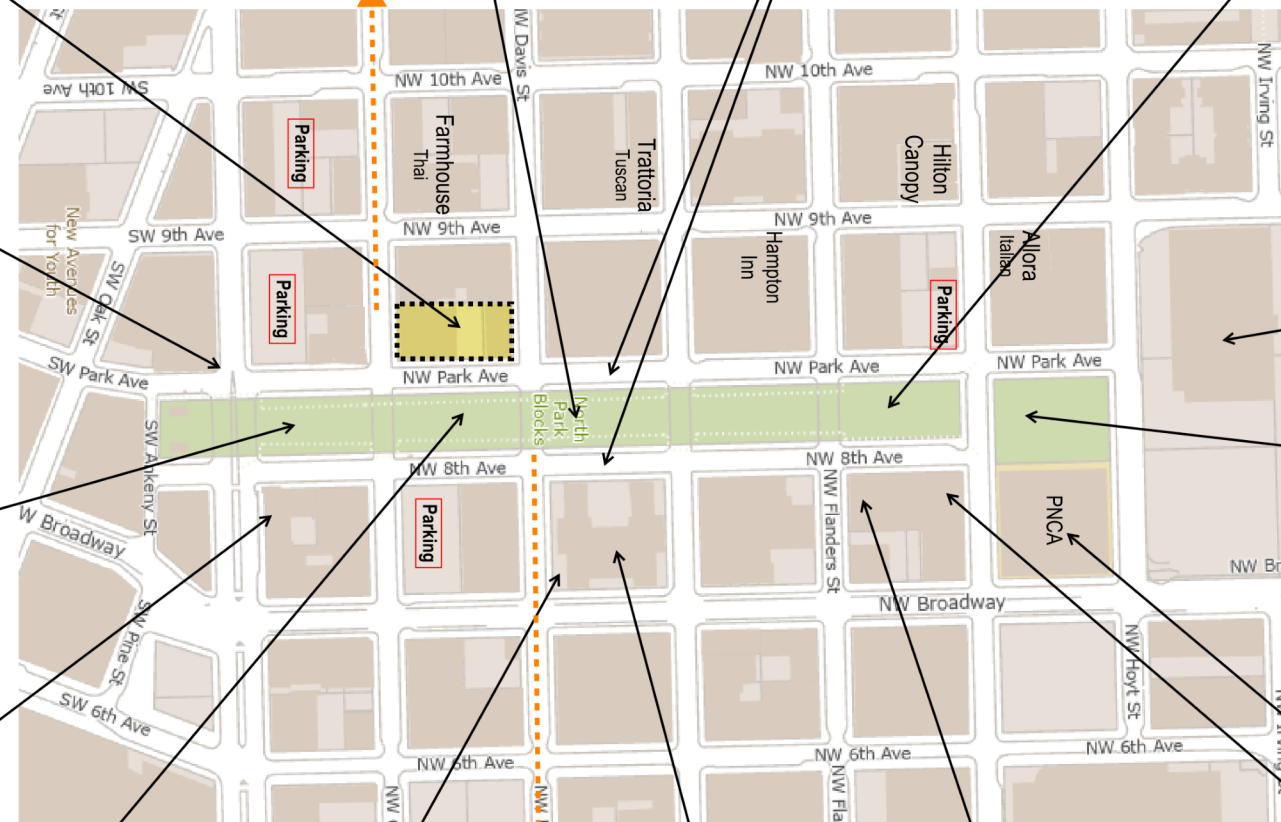 NW Davis St
NW 10th Ave
NW 10th Ave
NW Irving St
SW 10th Ave
Parking
Farmhouse
Thai
Trattoria
Tuscan
Hilton
Canopy
New Avenues
for Youth
SW 9th Ave
NW 9th Ave
NW 9th Ave
Hampton
Inn
Allora
Italian
SW Oak St
Parking
Parking
SW Park Ave
NW Park Ave
NW Park Ave
NW Park Ave
North
Park
Blocks
SW Ankeny St
NW 8th Ave
NW 8th Ave
Parking
NW Flanders St
PNCA
W Broadway
NW Broadway
NW Br
SW Pine St
NW Hoyt St
SW 6th Ave
NW 6th Ave
NW 6th Ave
NW 6th Ave
NW
NW
NW Fla